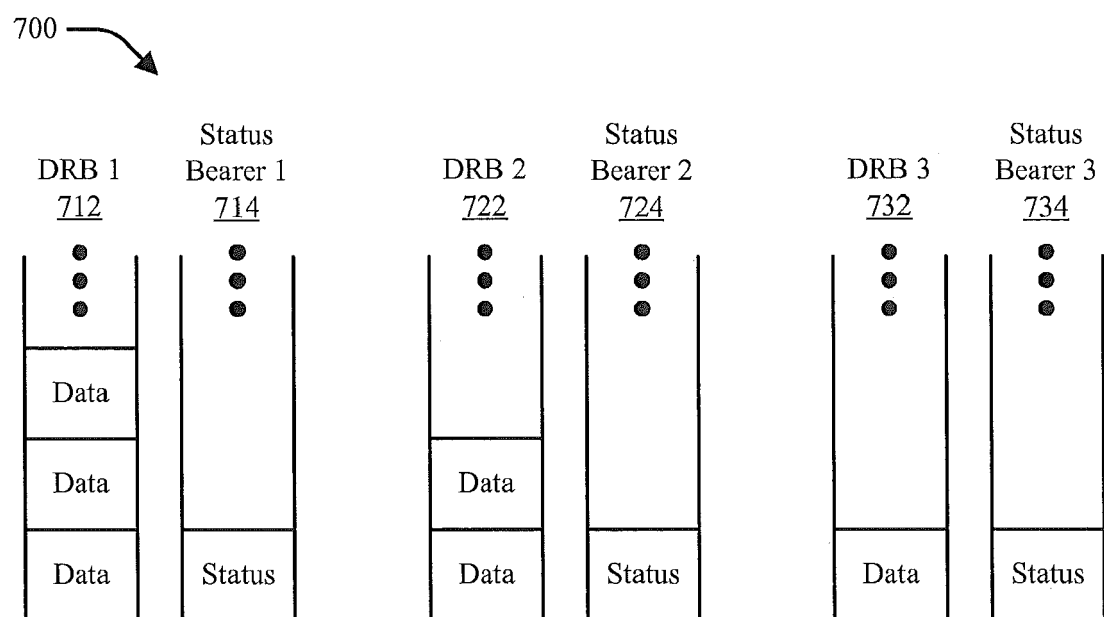 700
DRB 1
712
Status
Bearer 1
714
DRB 2
722
Status
Bearer 2
724
DRB 3
732
Status
Bearer 3
734
Data
Data
Data
Data
Status
Data
Status
Data
Status